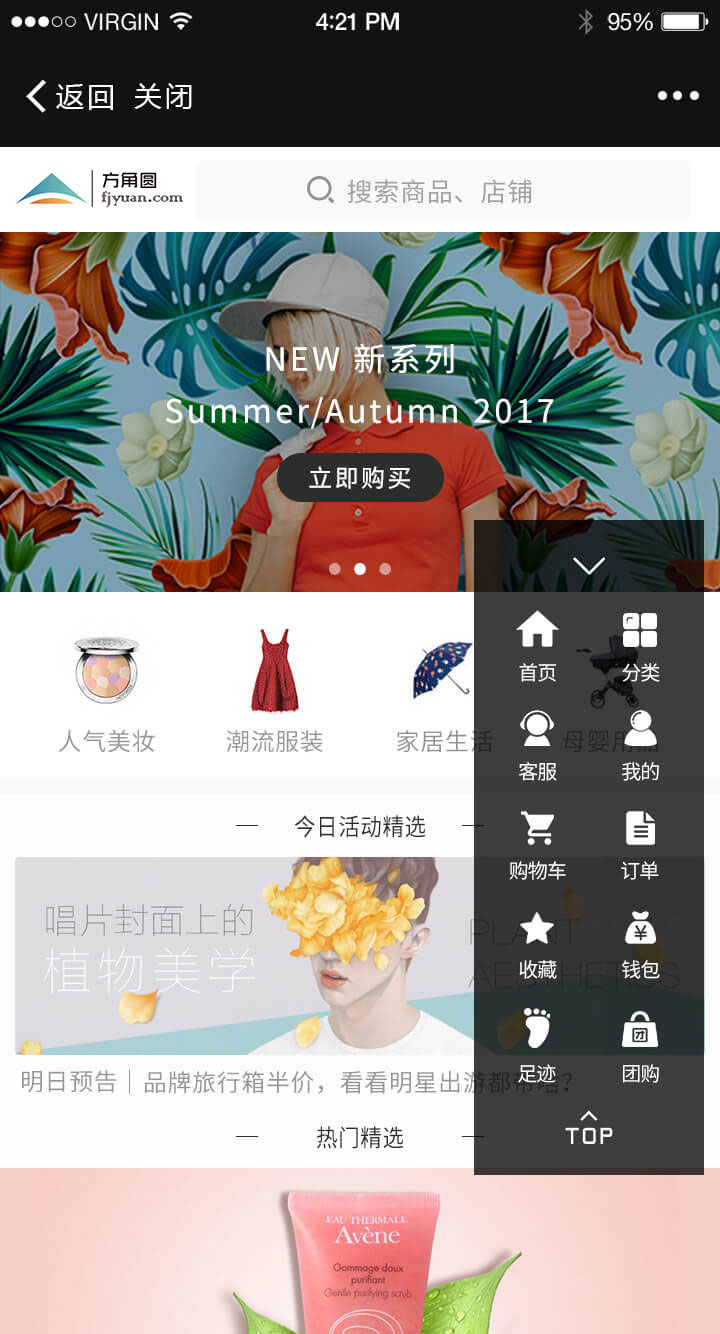 VIRGIN 4:21 PM 95%
返回 关闭
方角圆
fjyuan.com
搜索商品、店铺
NEW 新系列
Summer/Autumn 2017
立即购买
人气美妆 潮流服装 家居生活 母婴用品
首页 分类
客服 我的
购物车 订单
收藏 钱包
足迹 团购
团
TOP
今日活动精选
唱片封面上的
植物美学
PLANT
AESTHETICS
明日预告｜品牌旅行箱半价，看看明星出游都带啥？
热门精选
EAU THERMALE
Avène
Gommage doux
purifiant
Gentle purifying scrub